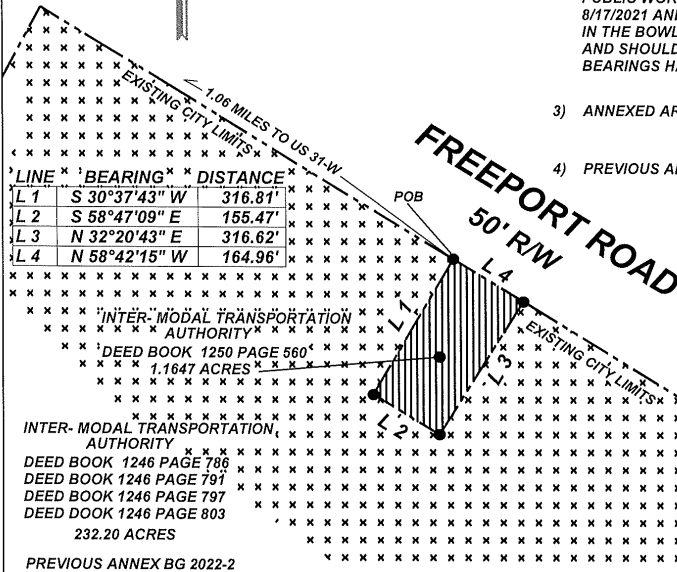 PUBLIC WOR
8/17/2021 AN
IN THE BOWL
AND SHOULD
BEARINGS H
3) ANNEXED AR
4) PREVIOUS A
1.06 MILES TO US 31-W
EXISTING CITY LIMITS
FREEPORT ROAD
50' R/W
POB
LINE BEARING DISTANCE
L 1 S 30°37'43" W 316.81'
L 2 S 58°47'09" E 155.47'
L 3 N 32°20'43" E 316.62'
L 4 N 58°42'15" W 164.96'
L 4
L 1
L 3
L 2
EXISTING CITY LIMITS
INTER- MODAL TRANSPORTATION
AUTHORITY
DEED BOOK 1250 PAGE 560
1.1647 ACRES
INTER- MODAL TRANSPORTATION
AUTHORITY
DEED BOOK 1246 PAGE 786
DEED BOOK 1246 PAGE 791
DEED BOOK 1246 PAGE 797
DEED DOOK 1246 PAGE 803
232.20 ACRES
PREVIOUS ANNEX BG 2022-2